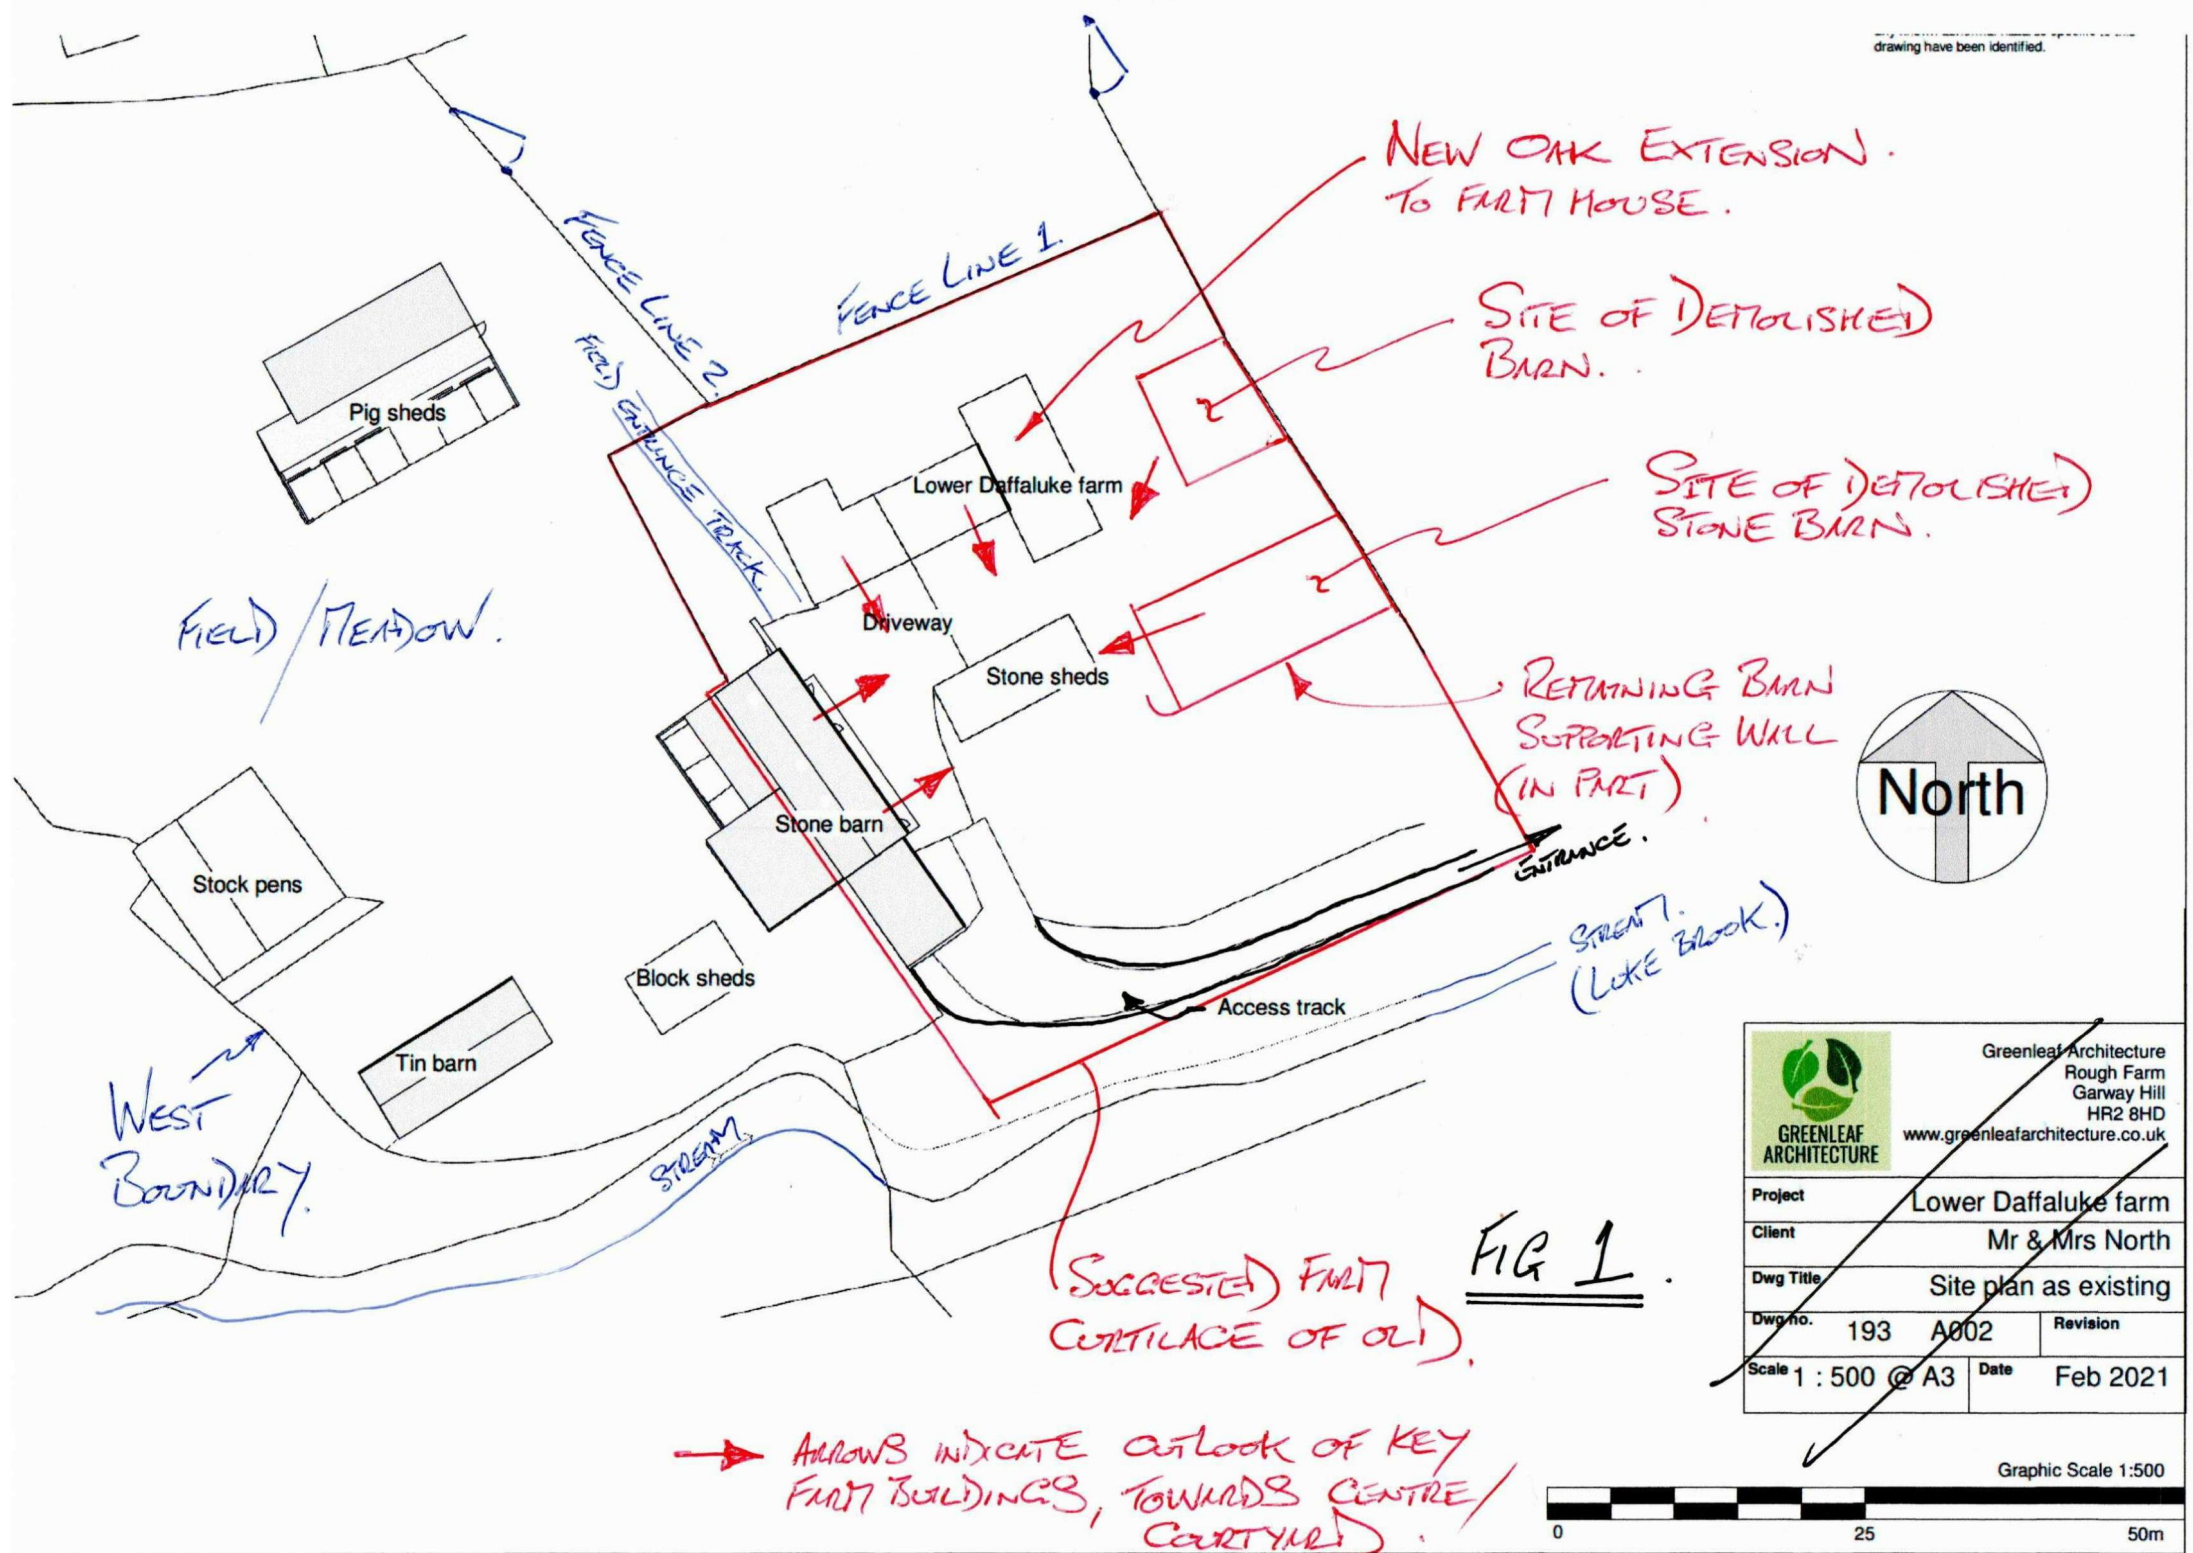 drawing have been identified.
NEW OAK EXTENSION.
TO FARM HOUSE.
FENCE LINE 1.
FENCE LINE 2.
SITE OF DEMOLISHED
BARN.
FIELD ENTRANCE TRACK.
Pig sheds
Lower Daffaluke farm
SITE OF DEMOLISHED
STONE BARN.
FIELD/MEADOW.
Driveway
Stone sheds
REMAINING BARN
SUPPORTING WALL
(IN PART)
North
Stone barn
ENTRANCE.
Stock pens
STREAM.
(LUKE BROOK.)
Block sheds
Access track
Tin barn
WEST
BOUNDARY.
STREAM
SUGGESTED FARM
CURTILAGE OF OLD.
FIG 1.
GREENLEAF
ARCHITECTURE
Greenleaf Architecture
Rough Farm
Garway Hill
HR2 8HD
www.greenleafarchitecture.co.uk
Project Lower Daffaluke farm
Client Mr & Mrs North
Dwg Title Site plan as existing
Dwg no. 193 A002 Revision
Scale 1 : 500 @ A3 Date Feb 2021
ARROWS INDICATE OUTLOOK OF KEY
FARM BUILDINGS, TOWARDS CENTRE/
COURTYARD.
Graphic Scale 1:500
0 25 50m